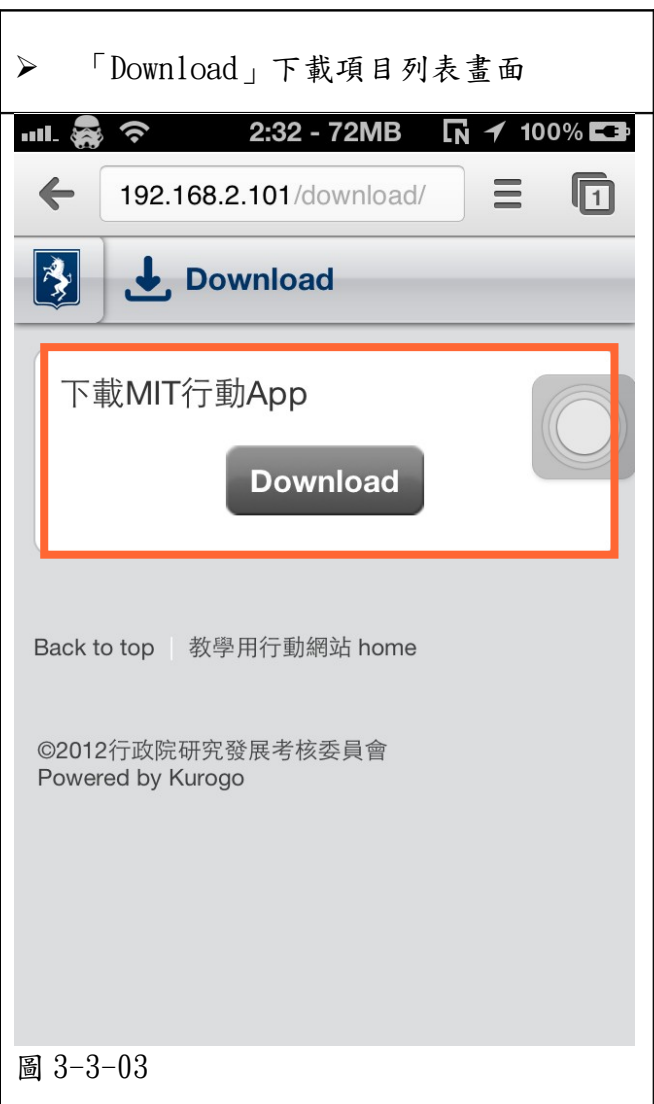 ➢ 「Download」下載項目列表畫面
2:32 - 72MB 100%
192.168.2.101/download/ 1
Download
下載MIT行動App
Download
Back to top | 教學用行動網站 home
©2012行政院研究發展考核委員會
Powered by Kurogo
圖 3-3-03